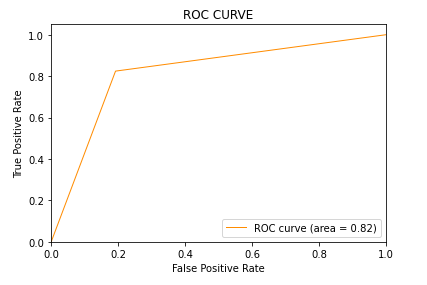 ROC CURVE
1.0
0.8
0.6
0.4
0.2
0.0
True Positive Rate
ROC curve (area = 0.82)
0.0 0.2 0.4 0.6 0.8 1.0
False Positive Rate